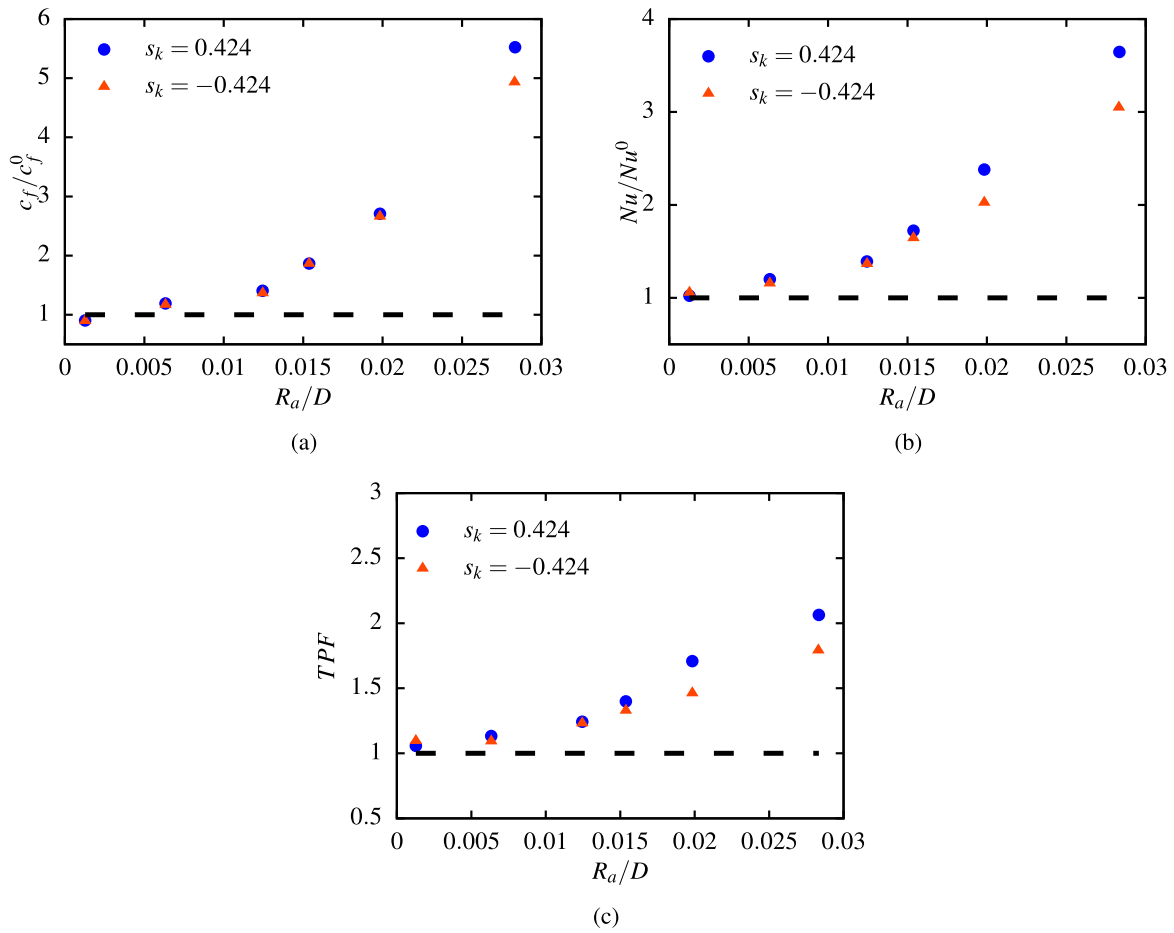 6
5
4
3
2
1
c_f/c_f^0
s_k = 0.424
s_k = −0.424
0 0.005 0.01 0.015 0.02 0.025 0.03
R_a/D
(a)
4
3
2
1
Nu/Nu^0
s_k = 0.424
s_k = −0.424
0 0.005 0.01 0.015 0.02 0.025 0.03
R_a/D
(b)
3
2.5
2
1.5
1
0.5
TPF
s_k = 0.424
s_k = −0.424
0 0.005 0.01 0.015 0.02 0.025 0.03
R_a/D
(c)